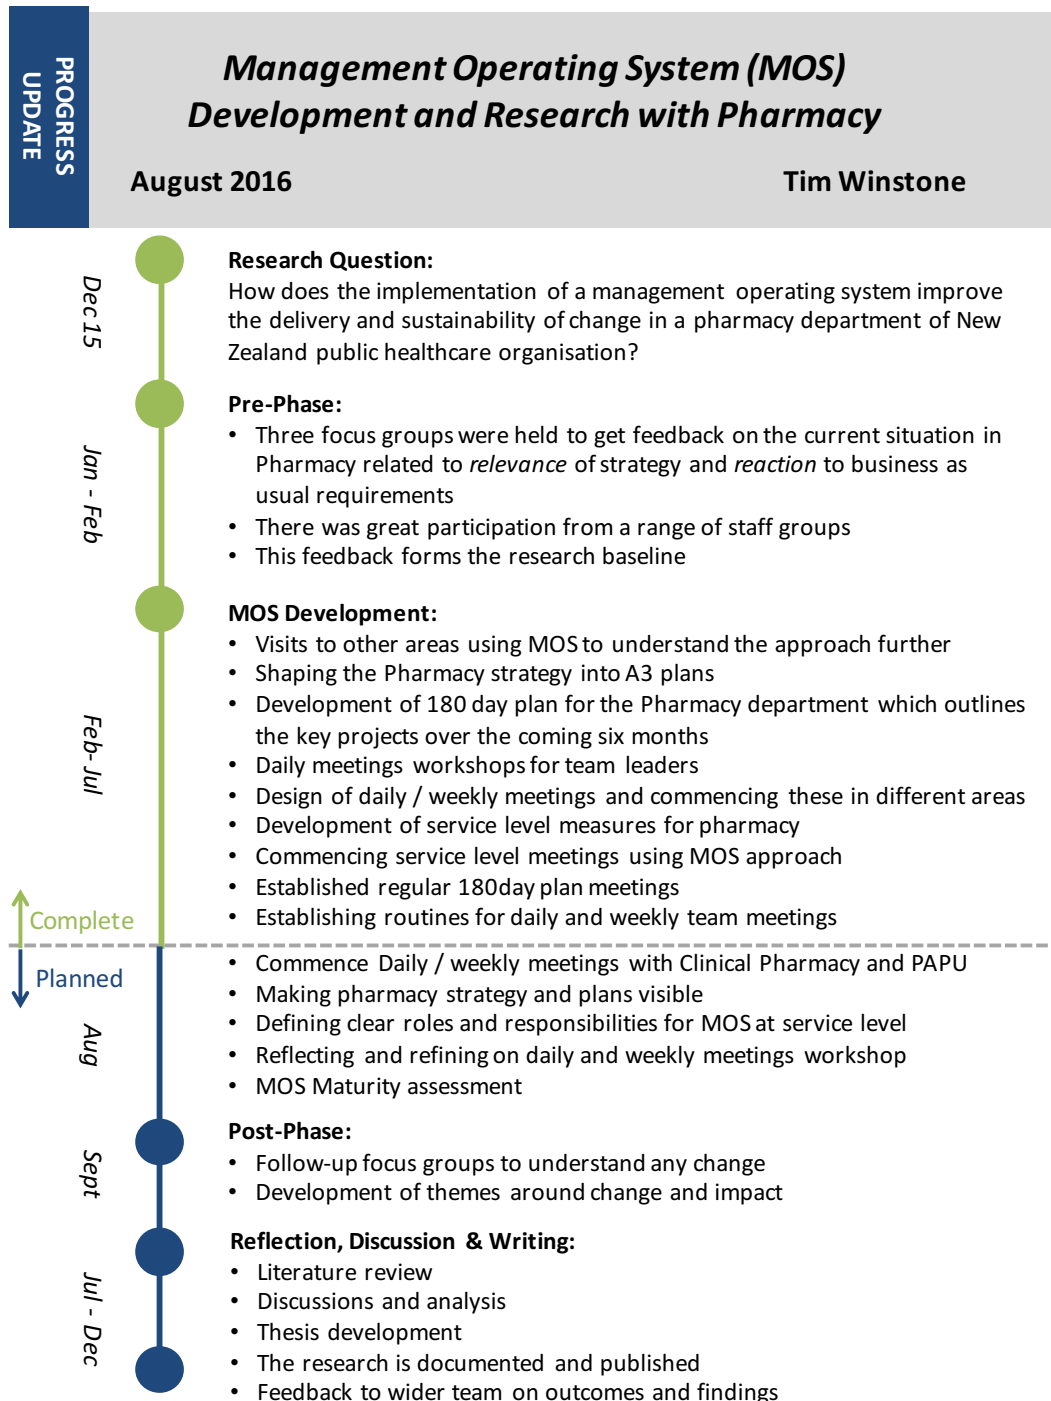 PROGRESS
UPDATE
Management Operating System (MOS)
Development and Research with Pharmacy
August 2016
Tim Winstone
Dec 15
Research Question:
How does the implementation of a management operating system improve
the delivery and sustainability of change in a pharmacy department of New
Zealand public healthcare organisation?
Jan - Feb
Pre-Phase:
• Three focus groups were held to get feedback on the current situation in
Pharmacy related to relevance of strategy and reaction to business as
usual requirements
• There was great participation from a range of staff groups
• This feedback forms the research baseline
Feb- Jul
MOS Development:
• Visits to other areas using MOS to understand the approach further
• Shaping the Pharmacy strategy into A3 plans
• Development of 180 day plan for the Pharmacy department which outlines
the key projects over the coming six months
• Daily meetings workshops for team leaders
• Design of daily / weekly meetings and commencing these in different areas
• Development of service level measures for pharmacy
• Commencing service level meetings using MOS approach
• Established regular 180day plan meetings
• Establishing routines for daily and weekly team meetings
Complete
Planned
Aug
• Commence Daily / weekly meetings with Clinical Pharmacy and PAPU
• Making pharmacy strategy and plans visible
• Defining clear roles and responsibilities for MOS at service level
• Reflecting and refining on daily and weekly meetings workshop
• MOS Maturity assessment
Sept
Post-Phase:
• Follow-up focus groups to understand any change
• Development of themes around change and impact
Jul - Dec
Reflection, Discussion & Writing:
• Literature review
• Discussions and analysis
• Thesis development
• The research is documented and published
• Feedback to wider team on outcomes and findings